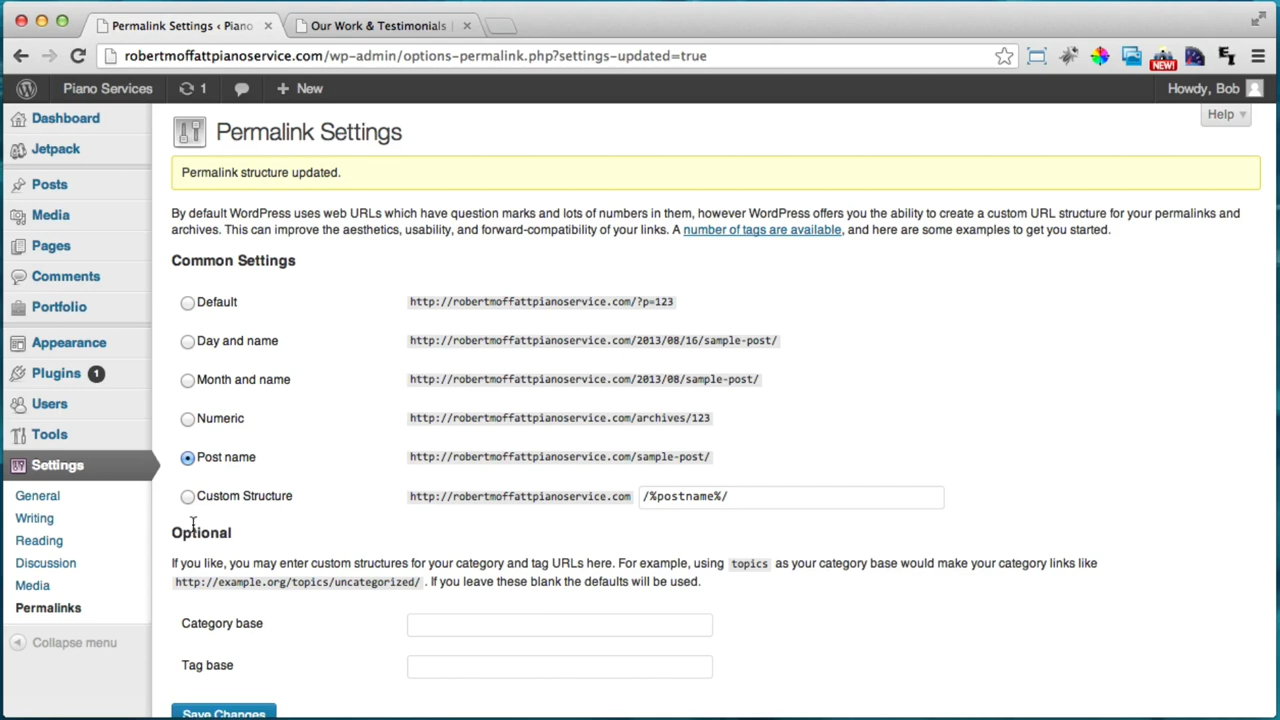 Permalink Settings ‹ Piano
Our Work & Testimonials
robertmoffattpianoservice.com/wp-admin/options-permalink.php?settings-updated=true
NEW!
Piano Services
1
New
Howdy, Bob
Help
Dashboard
Jetpack
Posts
Media
Pages
Comments
Portfolio
Appearance
Plugins 1
Users
Tools
Settings
General
Writing
Reading
Discussion
Media
Permalinks
Collapse menu
Permalink Settings
Permalink structure updated.
By default WordPress uses web URLs which have question marks and lots of numbers in them, however WordPress offers you the ability to create a custom URL structure for your permalinks and
archives. This can improve the aesthetics, usability, and forward-compatibility of your links. A number of tags are available, and here are some examples to get you started.
Common Settings
Default http://robertmoffattpianoservice.com/?p=123
Day and name http://robertmoffattpianoservice.com/2013/08/16/sample-post/
Month and name http://robertmoffattpianoservice.com/2013/08/sample-post/
Numeric http://robertmoffattpianoservice.com/archives/123
Post name http://robertmoffattpianoservice.com/sample-post/
Custom Structure http://robertmoffattpianoservice.com /%postname%/
Optional
If you like, you may enter custom structures for your category and tag URLs here. For example, using topics as your category base would make your category links like
http://example.org/topics/uncategorized/ . If you leave these blank the defaults will be used.
Category base
Tag base
Save Changes